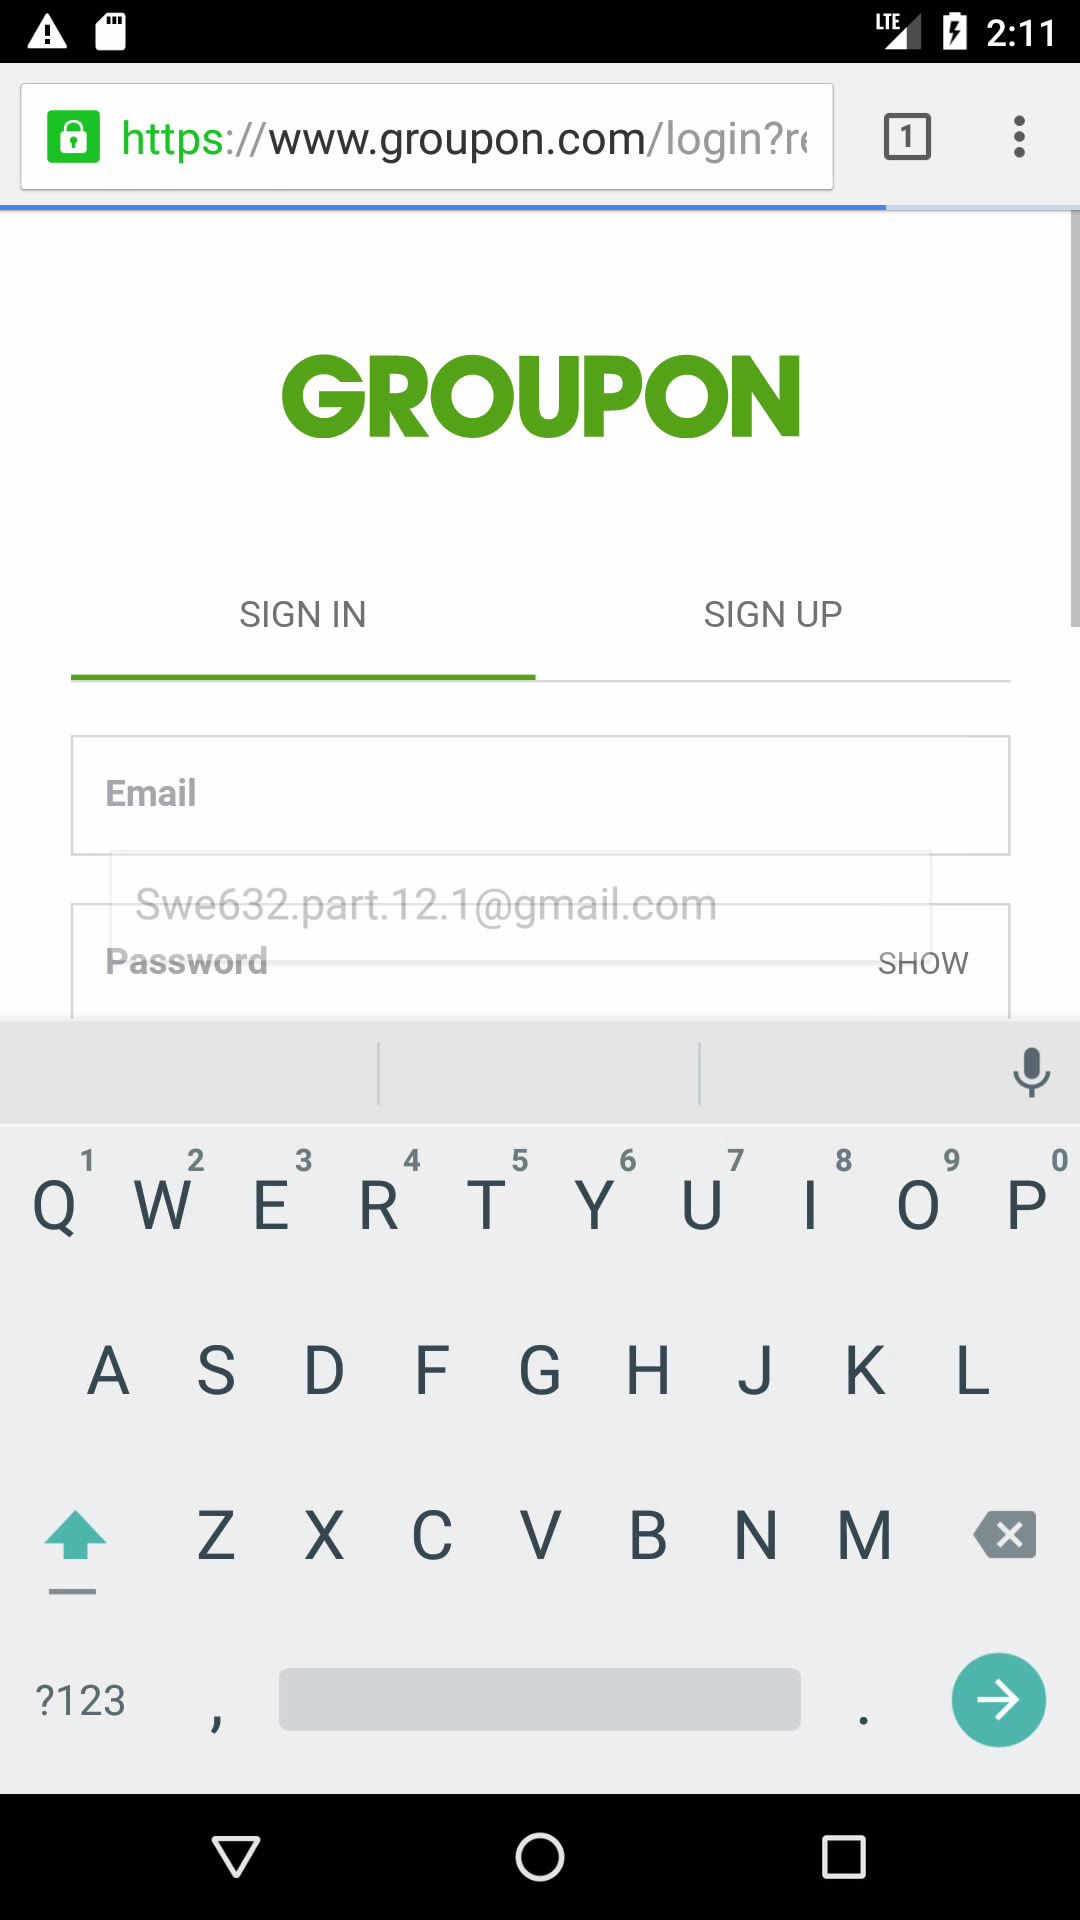 LTE 2:11
https://www.groupon.com/login?re
1
GROUPON
SIGN IN SIGN UP
Email
Swe632.part.12.1@gmail.com
Password SHOW
1 2 3 4 5 6 7 8 9 0
Q W E R T Y U I O P
A S D F G H J K L
Z X C V B N M
?123 , .